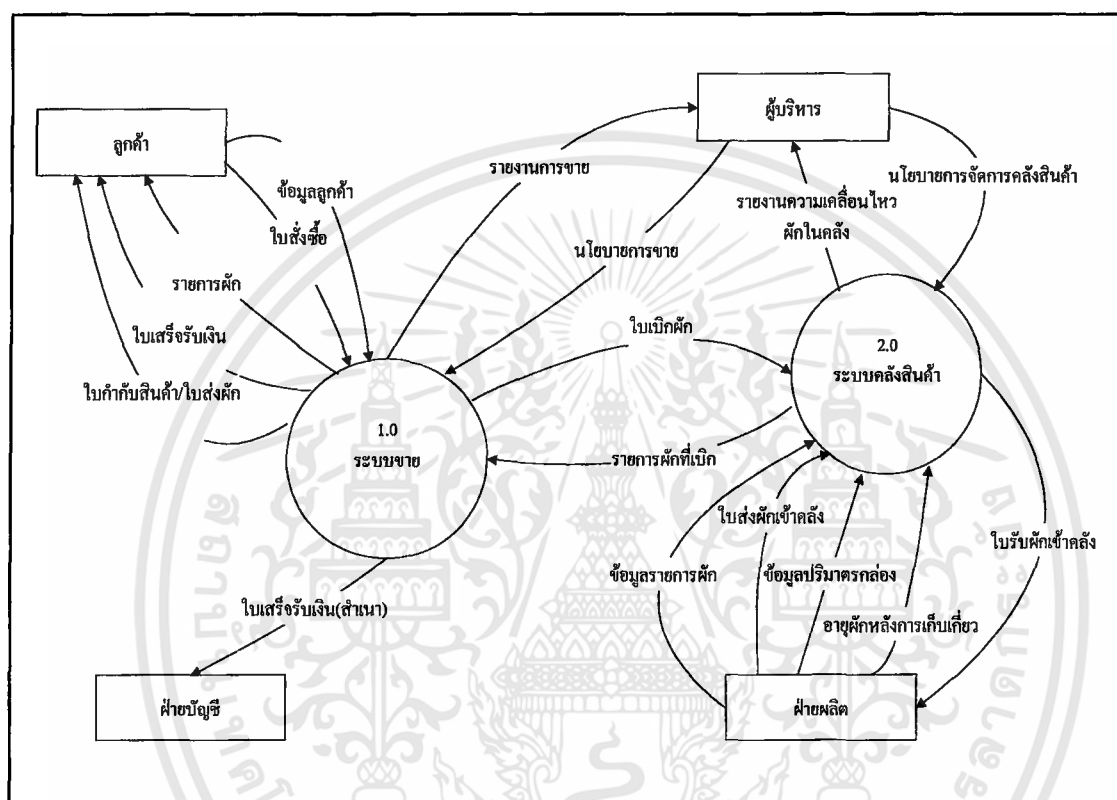 ผู้บริหาร
ลูกค้า
รายงานการขาย
นโยบายการจัดการคลังสินค้า
ข้อมูลลูกค้า
รายงานความเคลื่อนไหว
ผักในคลัง
ใบสั่งซื้อ
นโยบายการขาย
รายการผัก
ใบเสร็จรับเงิน
ใบเบิกผัก
2.0
ระบบคลังสินค้า
ใบกำกับสินค้า/ใบส่งผัก
1.0
ระบบขาย
รายการผักที่เบิก
ใบส่งผักเข้าคลัง
ใบรับผักเข้าคลัง
ข้อมูลรายการผัก
ข้อมูลปริมาตรกล่อง
ใบเสร็จรับเงิน(สำเนา)
อายุผักหลังการเก็บเกี่ยว
ฝ่ายบัญชี
ฝ่ายผลิต